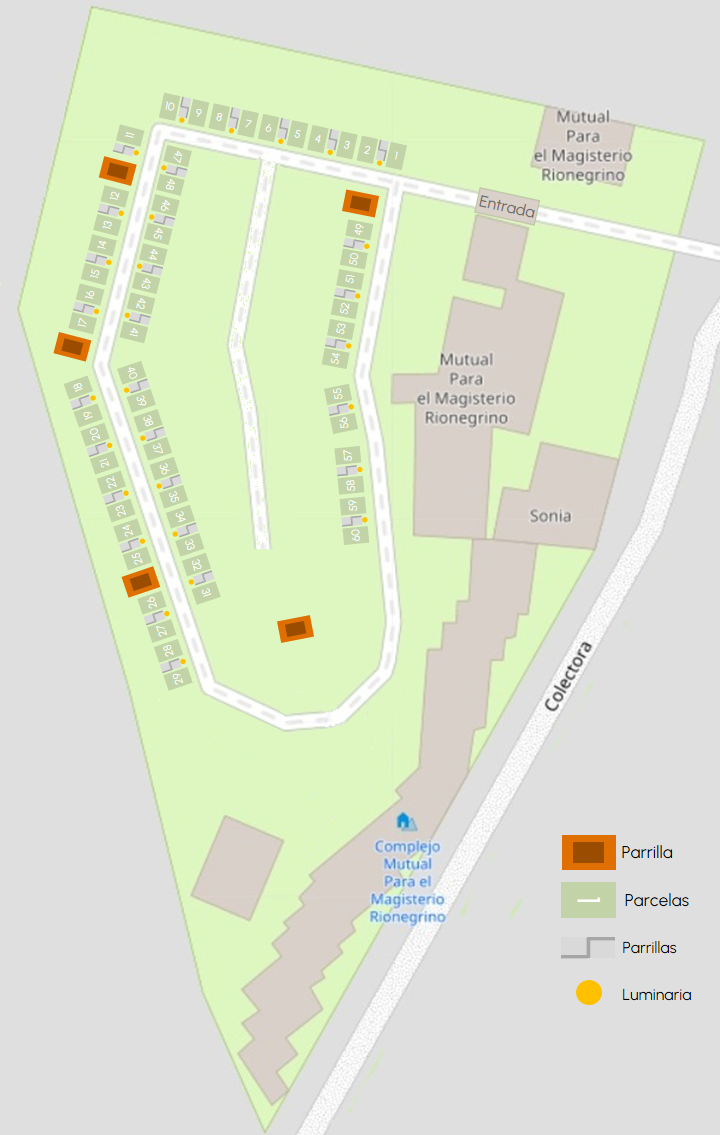 10
9
8
7
6
5
4
3
2
1
Mutual
Para
el Magisterio
Rionegrino
Entrada
11
12
13
14
15
16
17
47
48
46
45
44
43
42
41
49
50
51
52
53
54
55
56
57
58
59
60
Mutual
Para
el Magisterio
Rionegrino
Sonia
18
19
20
21
22
23
24
25
26
27
28
29
40
39
38
37
36
35
34
33
32
31
Colectora
Complejo
Mutual
Para el
Magisterio
Rionegrino
Parrilla
Parcelas
Parrillas
Luminaria